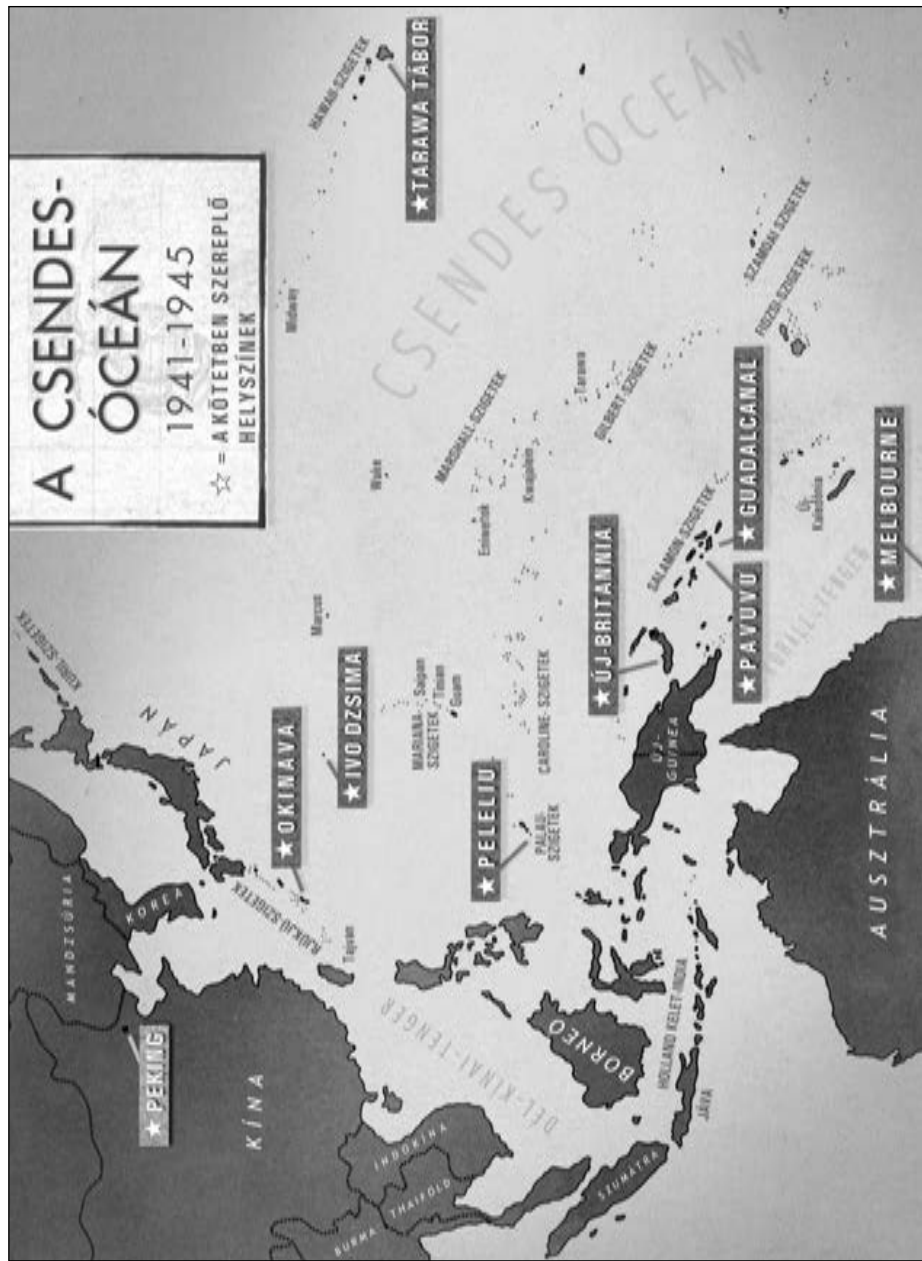 A CSENDES-
ÓCEÁN
1941-1945
☆ = A KÖTETBEN SZEREPLŐ
HELYSZÍNEK
MANDZSÚRIA
KOREA
JAPÁN
KURIL-SZIGETEK
★ PEKING
KÍNA
RJÚKJÚ-SZIGETEK
Tajvan
★ OKINAVA
★ IVO DZSIMA
Marcus
Wake
Midway
HAWAII-SZIGETEK
★ TARAWA TÁBOR
CSENDES ÓCEÁN
MARIANA-
SZIGETEK
Tinian
Guam
MARSHALL-SZIGETEK
Eniwetok
Kwajalein
Tarawa
GILBERT-SZIGETEK
CAROLINE-SZIGETEK
★ PELELIU
PALAU-
SZIGETEK
BURMA
THAIFÖLD
INDOKÍNA
DÉL-KÍNAI-TENGER
BORNEÓ
SZUMÁTRA
HOLLAND KELET-INDIA
JÁVA
ÚJ-
GUINEA
★ ÚJ-BRITANNIA
SALAMON-SZIGETEK
★ GUADALCANAL
★ PAVUVU
SZAMOAI SZIGETEK
FIDZSI-SZIGETEK
Új
Kaledónia
AUSZTRÁLIA
★ MELBOURNE